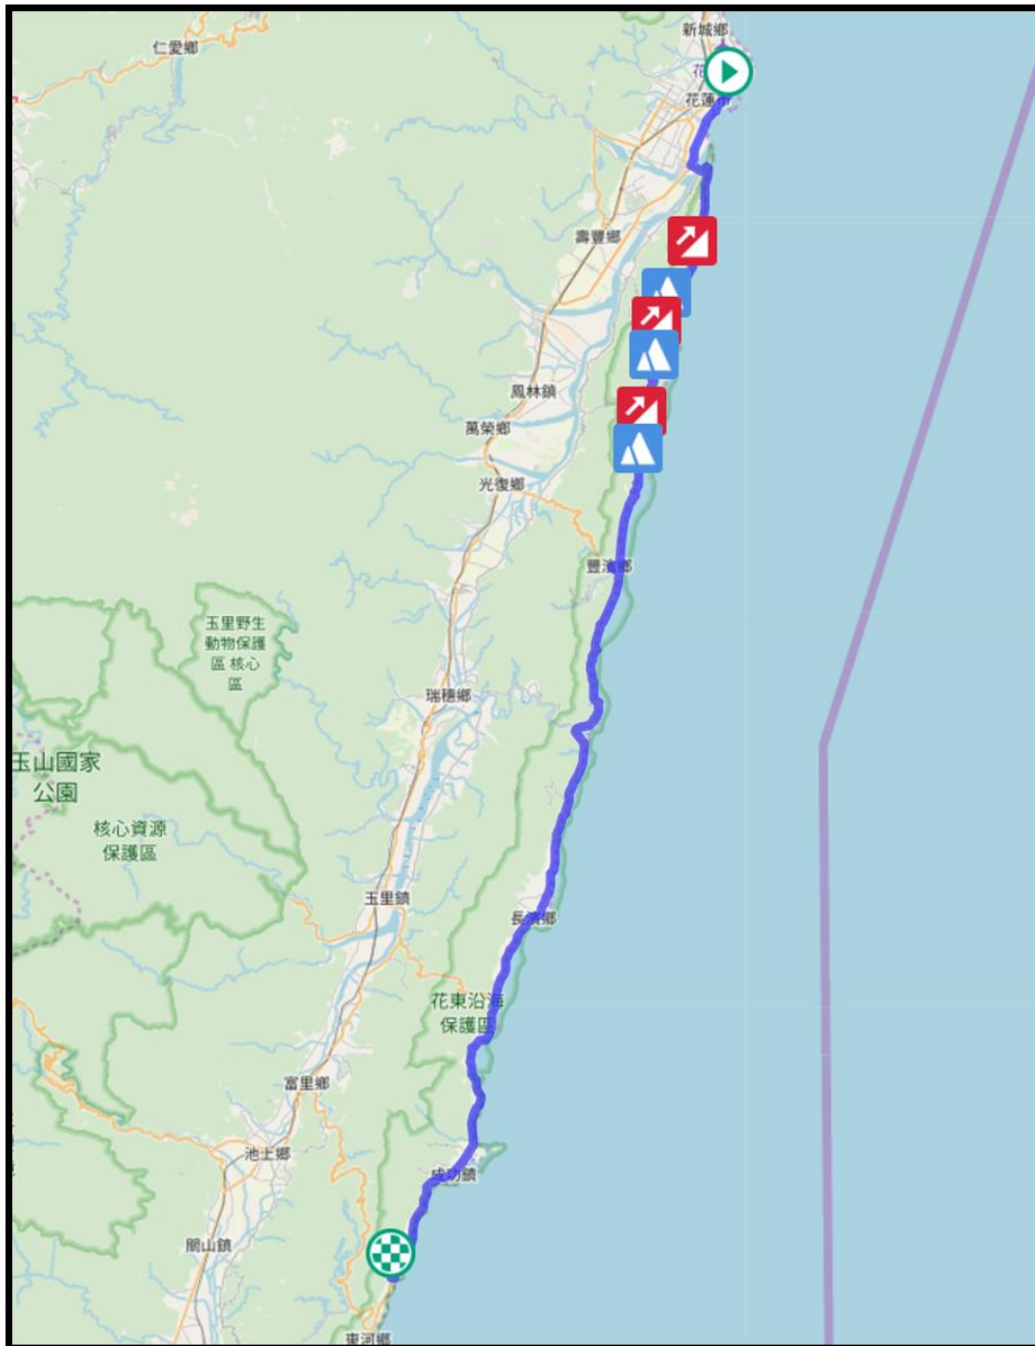 新城鄉
仁愛鄉
花
花蓮市
壽豐鄉
鳳林鎮
萬榮鄉
光復鄉
豐濱鄉
玉里野生
動物保護
區 核心
區
瑞穗鄉
玉山國家
公園
核心資源
保護區
玉里鎮
長濱鄉
花東沿海
保護區
富里鄉
池上鄉
成功鎮
關山鎮
東河鄉